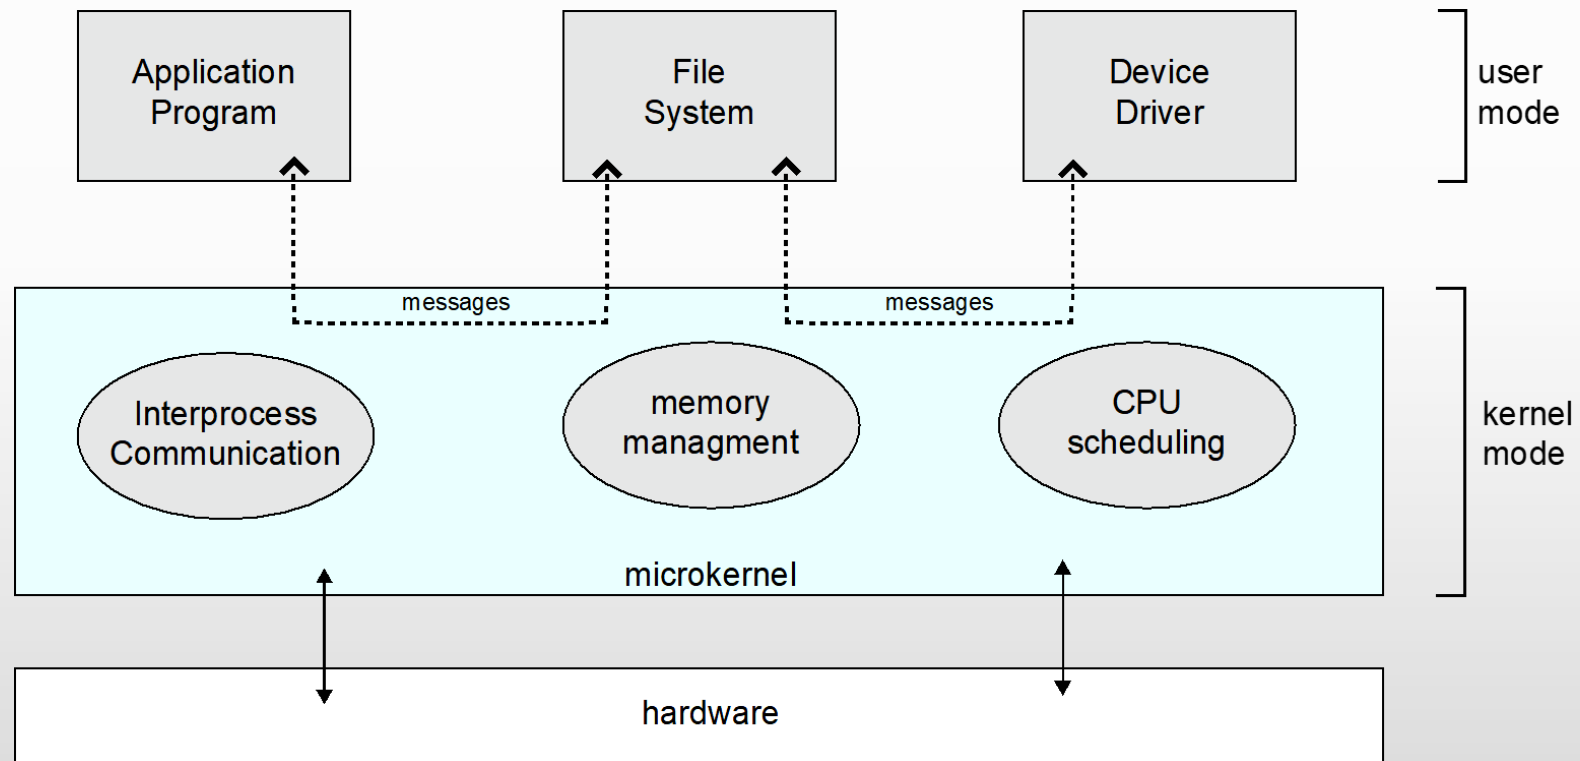 Application
Program
File
System
Device
Driver
user
mode
messages
messages
Interprocess
Communication
memory
managment
CPU
scheduling
kernel
mode
microkernel
hardware